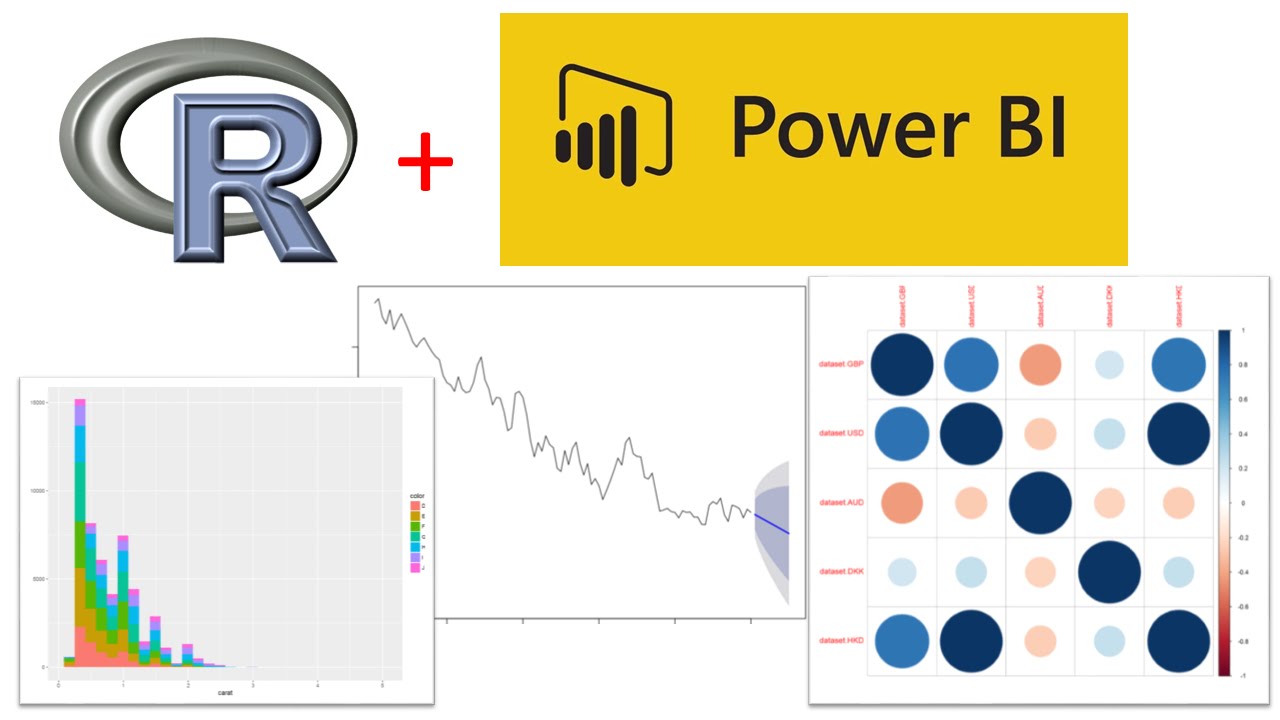 R
+
Power BI
15000
10000
5000
0
0
1
2
3
4
5
carat
color
D
E
F
G
H
I
J
dataset.GBP
dataset.USD
dataset.AUD
dataset.DKK
dataset.HKD
dataset.GBP
dataset.USD
dataset.AUD
dataset.DKK
dataset.HKD
1
0.8
0.6
0.4
0.2
0
-0.2
-0.4
-0.6
-0.8
-1